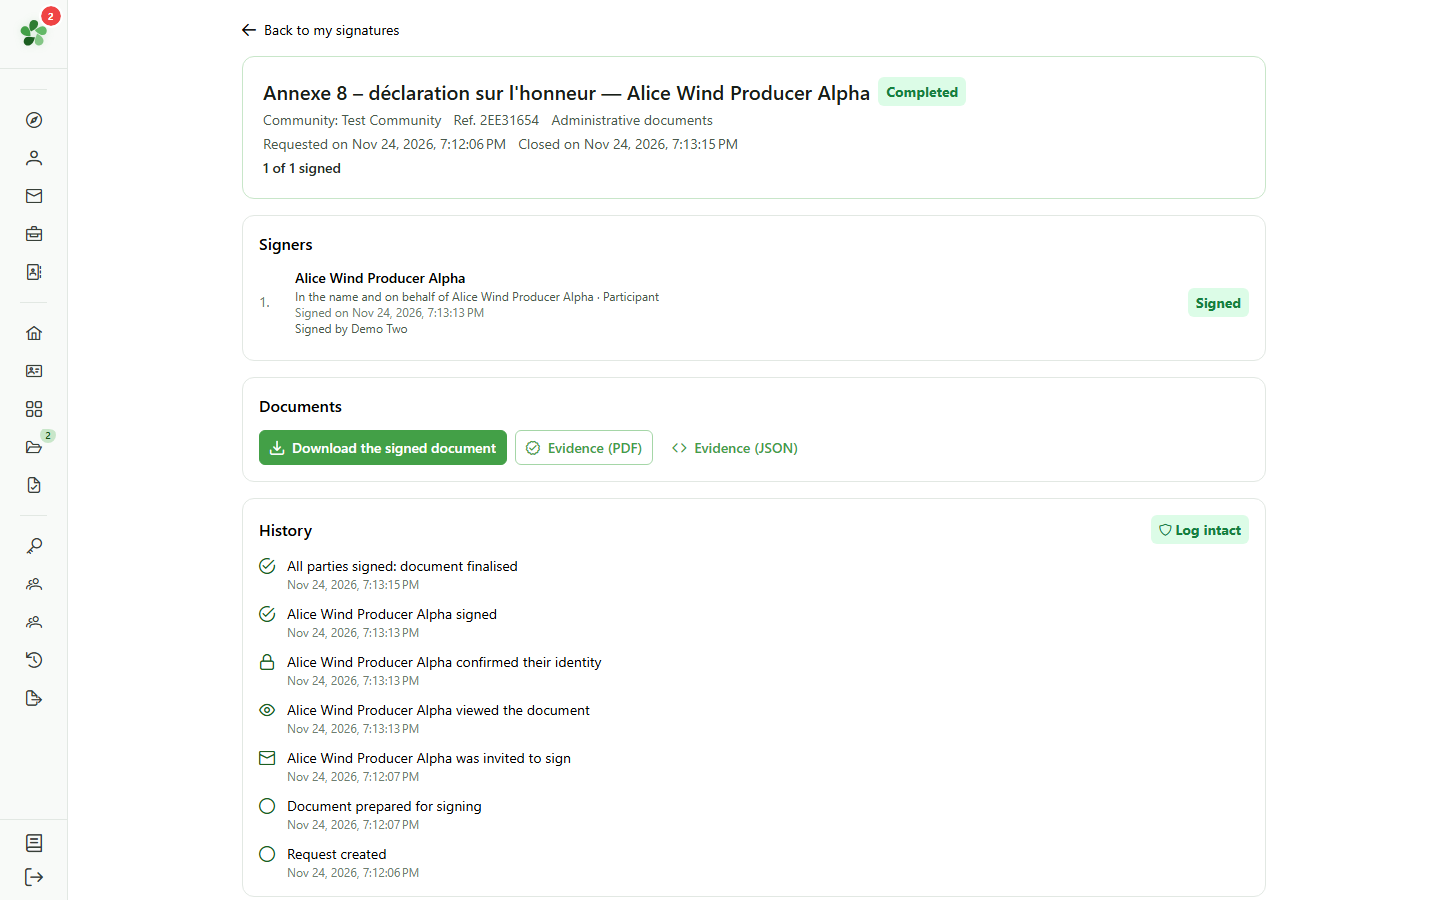 2
Back to my signatures
Annexe 8 – déclaration sur l'honneur — Alice Wind Producer Alpha
Completed
Community: Test Community Ref. 2EE31654 Administrative documents
Requested on Nov 24, 2026, 7:12:06 PM Closed on Nov 24, 2026, 7:13:15 PM
1 of 1 signed
Signers
1.
Alice Wind Producer Alpha
In the name and on behalf of Alice Wind Producer Alpha · Participant
Signed on Nov 24, 2026, 7:13:13 PM
Signed by Demo Two
Signed
Documents
Download the signed document
Evidence (PDF)
Evidence (JSON)
2
History
Log intact
All parties signed: document finalised
Nov 24, 2026, 7:13:15 PM
Alice Wind Producer Alpha signed
Nov 24, 2026, 7:13:13 PM
Alice Wind Producer Alpha confirmed their identity
Nov 24, 2026, 7:13:13 PM
Alice Wind Producer Alpha viewed the document
Nov 24, 2026, 7:13:13 PM
Alice Wind Producer Alpha was invited to sign
Nov 24, 2026, 7:12:07 PM
Document prepared for signing
Nov 24, 2026, 7:12:07 PM
Request created
Nov 24, 2026, 7:12:06 PM